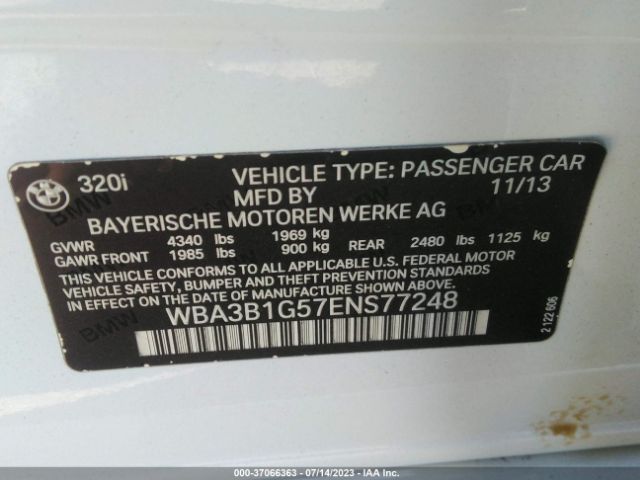 BMW
320i
VEHICLE TYPE: PASSENGER CAR
MFD BY
11/13
BAYERISCHE MOTOREN WERKE AG
GVWR 4340 lbs 1969 kg
GAWR FRONT 1985 lbs 900 kg REAR 2480 lbs 1125 kg
THIS VEHICLE CONFORMS TO ALL APPLICABLE U.S. FEDERAL MOTOR
VEHICLE SAFETY, BUMPER AND THEFT PREVENTION STANDARDS
IN EFFECT ON THE DATE OF MANUFACTURE SHOWN ABOVE.
WBA3B1G57ENS77248
2 122 606
000-37066363 - 07/14/2023 - IAA Inc.